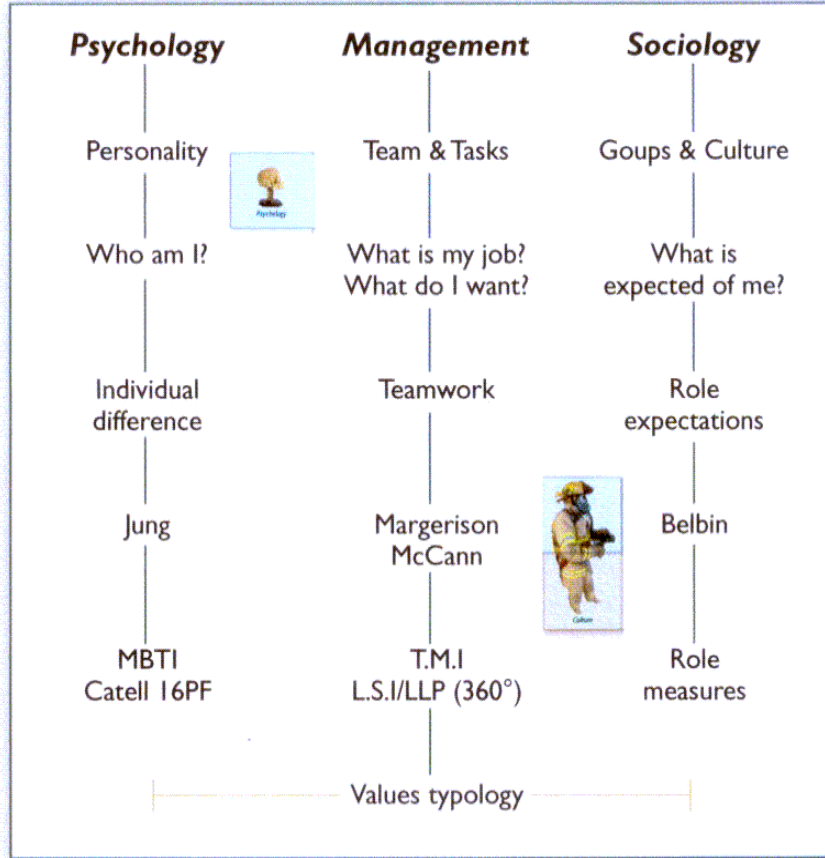 Psychology Management Sociology
Personality Team & Tasks Goups & Culture
Psychology
Who am I? What is my job? What is
What do I want? expected of me?
Individual Teamwork Role
difference expectations
Jung Margerison Belbin
McCann
Culture
MBTI T.M.I Role
Catell 16PF L.S.I/LLP (360°) measures
Values typology